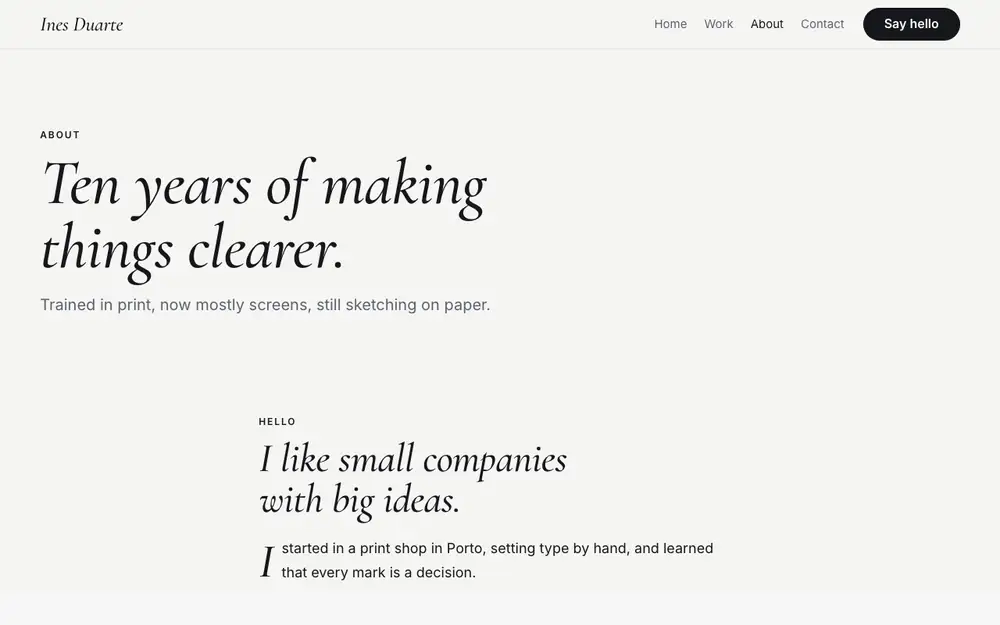 Ines Duarte
Home Work About Contact Say hello
ABOUT
Ten years of making
things clearer.
Trained in print, now mostly screens, still sketching on paper.
HELLO
I like small companies
with big ideas.
I started in a print shop in Porto, setting type by hand, and learned
that every mark is a decision.